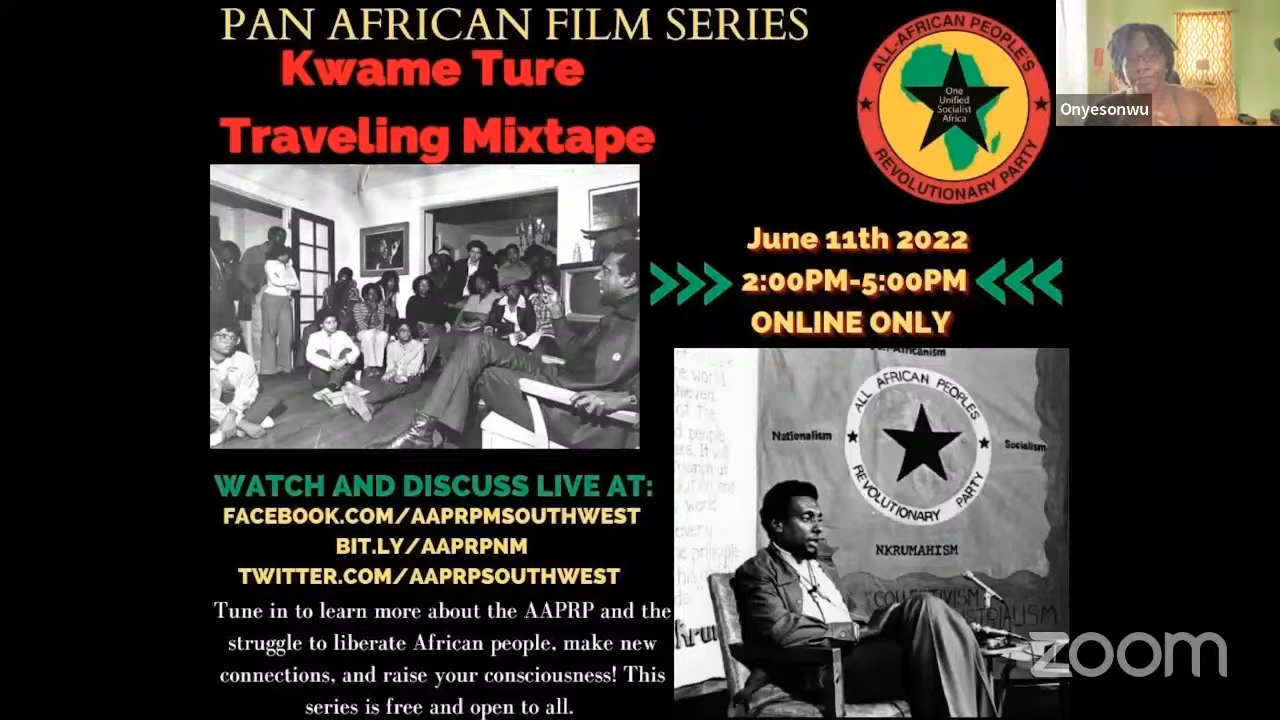 PAN AFRICAN FILM SERIES
Kwame Ture
Traveling Mixtape
ALL-AFRICAN PEOPLE'S
One
Unified
Socialist
Africa
REVOLUTIONARY PARTY
Onyesonwu
June 11th 2022
>>> 2:00PM-5:00PM <<<
ONLINE ONLY
Pan-Africanism
ALL AFRICAN PEOPLES
Nationalism
Socialism
REVOLUTIONARY PARTY
NKRUMAHISM
COLLECTIVISM
WATCH AND DISCUSS LIVE AT:
FACEBOOK.COM/AAPRPMSOUTHWEST
BIT.LY/AAPRPNM
TWITTER.COM/AAPRPSOUTHWEST
Tune in to learn more about the AAPRP and the
struggle to liberate African people, make new
connections, and raise your consciousness! This
series is free and open to all.
zoom